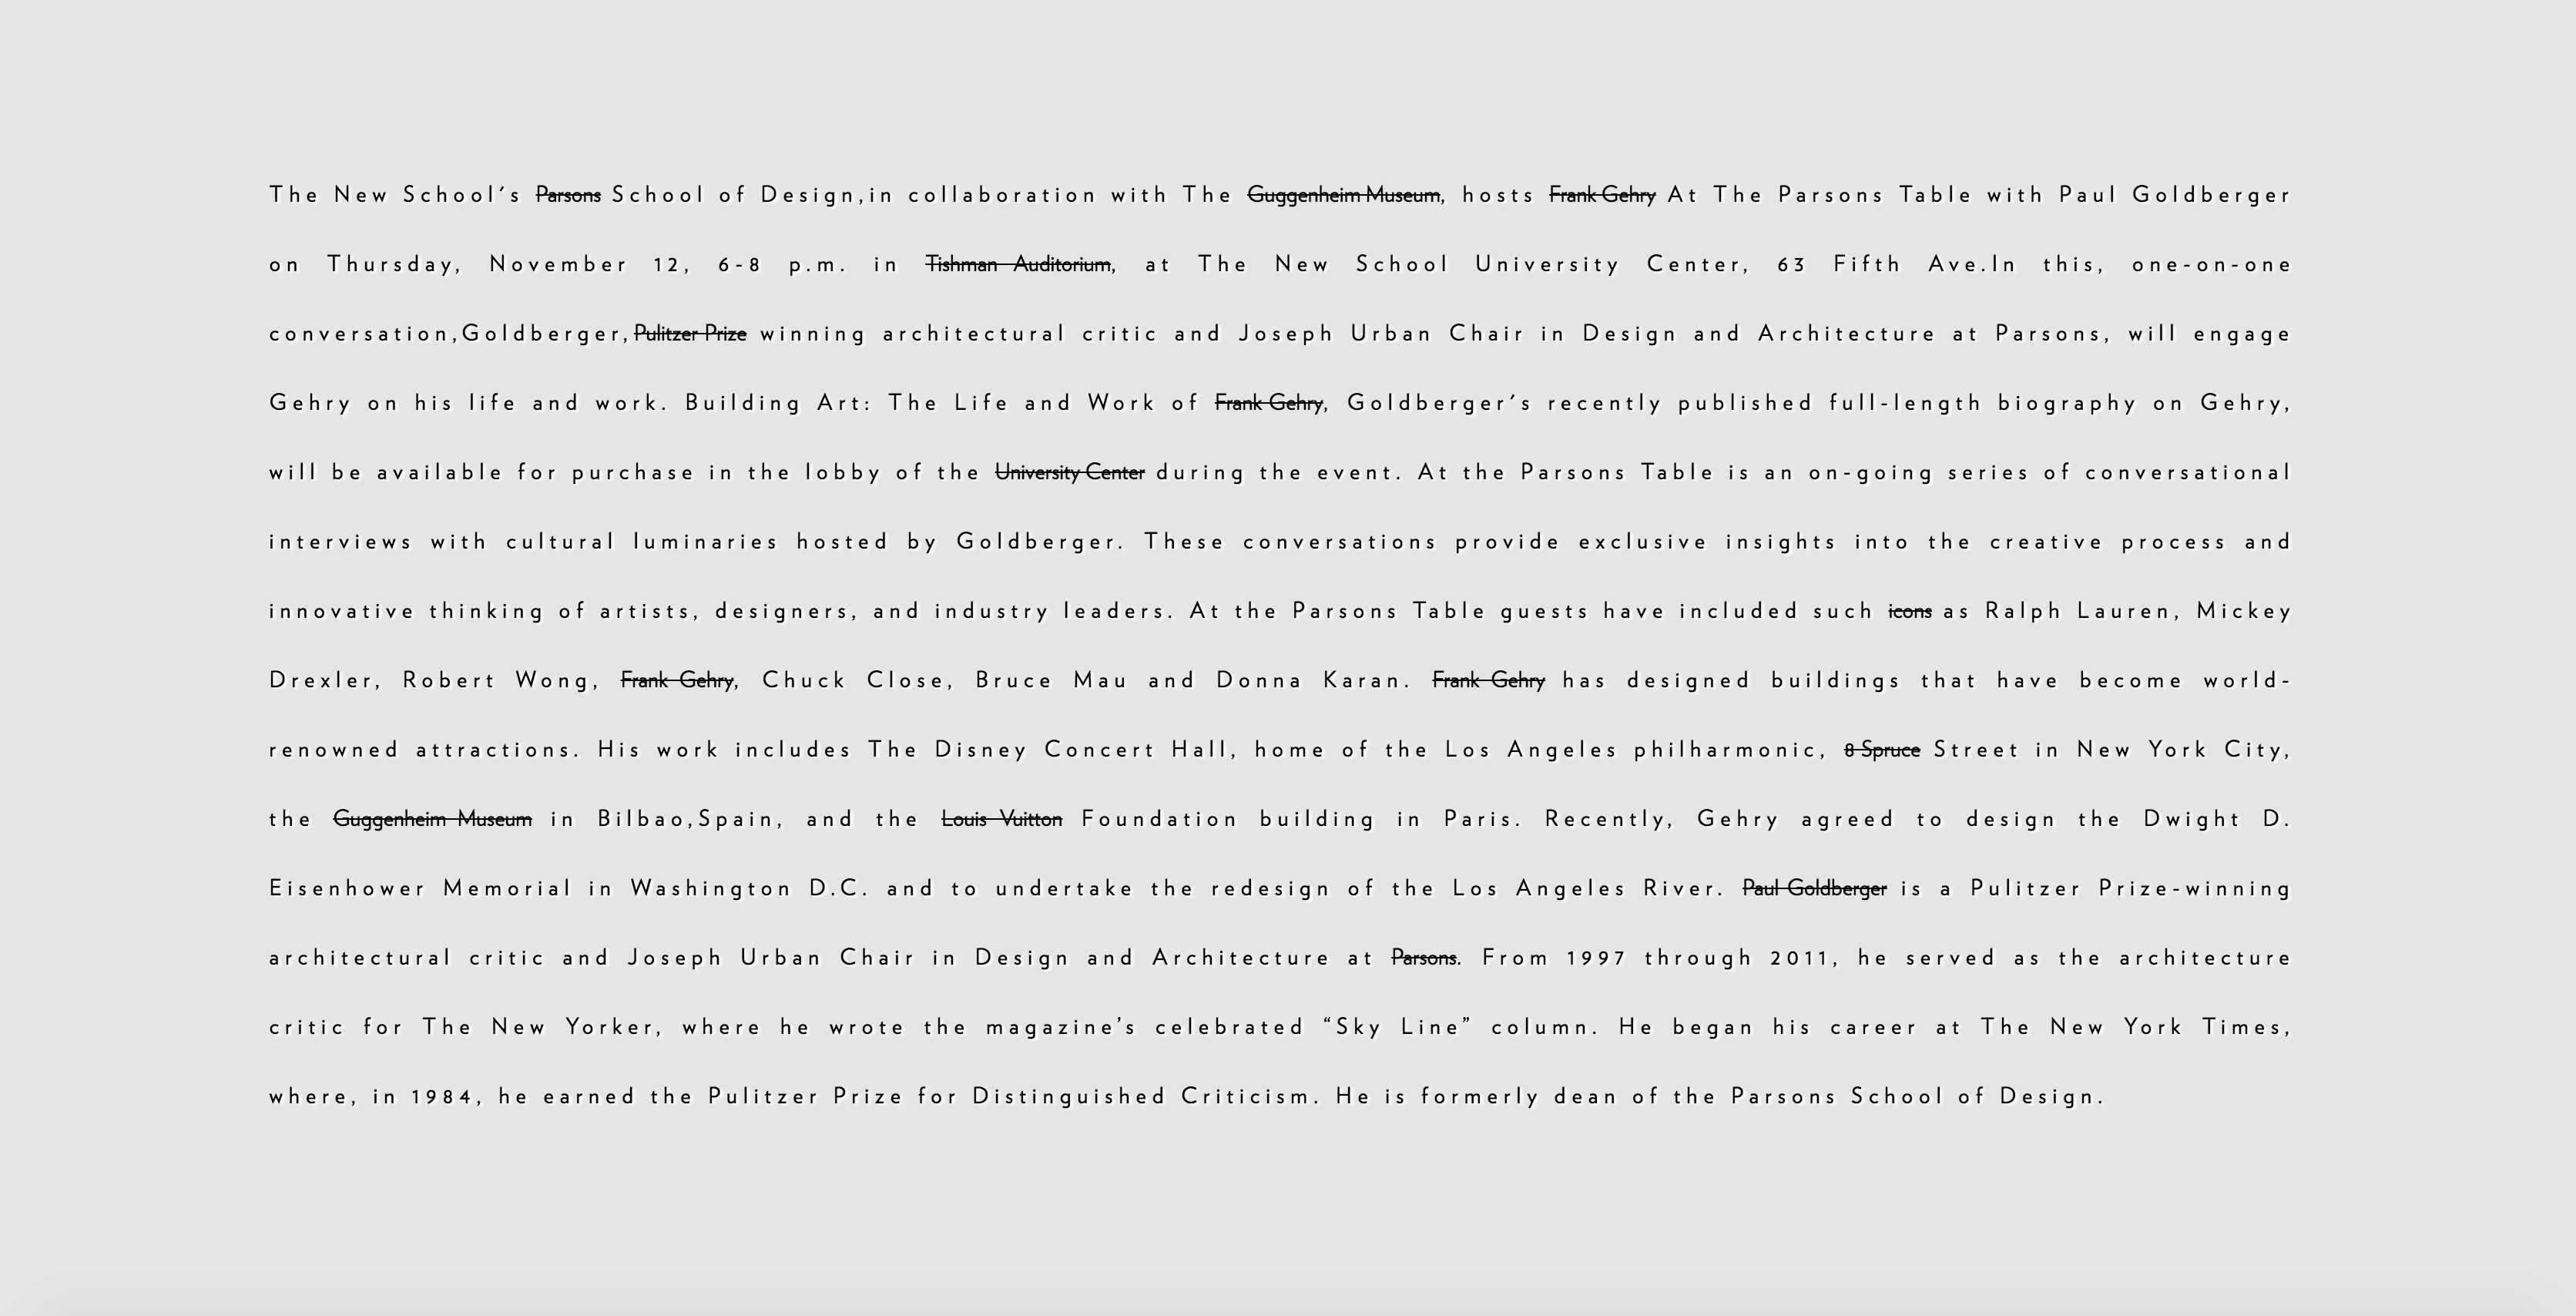 The New School's Parsons School of Design,in collaboration with The Guggenheim Museum, hosts Frank Gehry At The Parsons Table with Paul Goldberger
on Thursday, November 12, 6-8 p.m. in Tishman Auditorium, at The New School University Center, 63 Fifth Ave.In this, one-on-one
conversation,Goldberger,Pulitzer Prize winning architectural critic and Joseph Urban Chair in Design and Architecture at Parsons, will engage
Gehry on his life and work. Building Art: The Life and Work of Frank Gehry, Goldberger's recently published full-length biography on Gehry,
will be available for purchase in the lobby of the University Center during the event. At the Parsons Table is an on-going series of conversational
interviews with cultural luminaries hosted by Goldberger. These conversations provide exclusive insights into the creative process and
innovative thinking of artists, designers, and industry leaders. At the Parsons Table guests have included such icons as Ralph Lauren, Mickey
Drexler, Robert Wong, Frank Gehry, Chuck Close, Bruce Mau and Donna Karan. Frank Gehry has designed buildings that have become world-
renowned attractions. His work includes The Disney Concert Hall, home of the Los Angeles philharmonic, 8 Spruce Street in New York City,
the Guggenheim Museum in Bilbao,Spain, and the Louis Vuitton Foundation building in Paris. Recently, Gehry agreed to design the Dwight D.
Eisenhower Memorial in Washington D.C. and to undertake the redesign of the Los Angeles River. Paul Goldberger is a Pulitzer Prize-winning
architectural critic and Joseph Urban Chair in Design and Architecture at Parsons. From 1997 through 2011, he served as the architecture
critic for The New Yorker, where he wrote the magazine’s celebrated “Sky Line” column. He began his career at The New York Times,
where, in 1984, he earned the Pulitzer Prize for Distinguished Criticism. He is formerly dean of the Parsons School of Design.